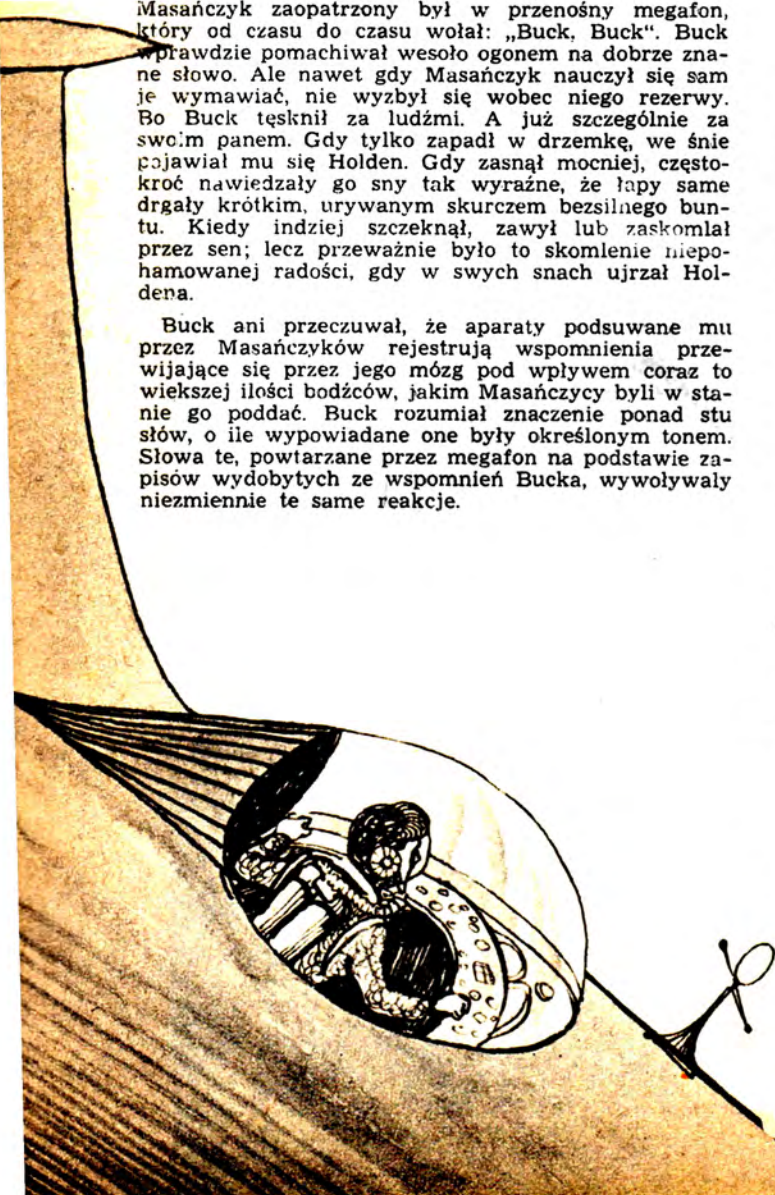 Masańczyk zaopatrzony był w przenośny megafon,
który od czasu do czasu wołał: „Buck, Buck“. Buck
wprawdzie pomachiwał wesoło ogonem na dobrze zna-
ne słowo. Ale nawet gdy Masańczyk nauczył się sam
je wymawiać, nie wyzbył się wobec niego rezerwy.
Bo Buck tęsknił za ludźmi. A już szczególnie za
swoim panem. Gdy tylko zapadł w drzemkę, we śnie
pojawiał mu się Holden. Gdy zasnął mocniej, często-
kroć nawiedzały go sny tak wyraźne, że łapy same
drgały krótkim, urywanym skurczem bezsilnego bun-
tu. Kiedy indziej szczeknął, zawył lub zaskomlał
przez sen; lecz przeważnie było to skomlenie niepo-
hamowanej radości, gdy w swych snach ujrzał Hol-
dena.
Buck ani przeczuwał, że aparaty podsuwane mu
przez Masańczyków rejestrują wspomnienia prze-
wijające się przez jego mózg pod wpływem coraz to
wiekszej ilości bodźców, jakim Masańczycy byli w sta-
nie go poddać. Buck rozumiał znaczenie ponad stu
słów, o ile wypowiadane one były określonym tonem.
Słowa te, powtarzane przez megafon na podstawie za-
pisów wydobytych ze wspomnień Bucka, wywoływały
niezmiennie te same reakcje.